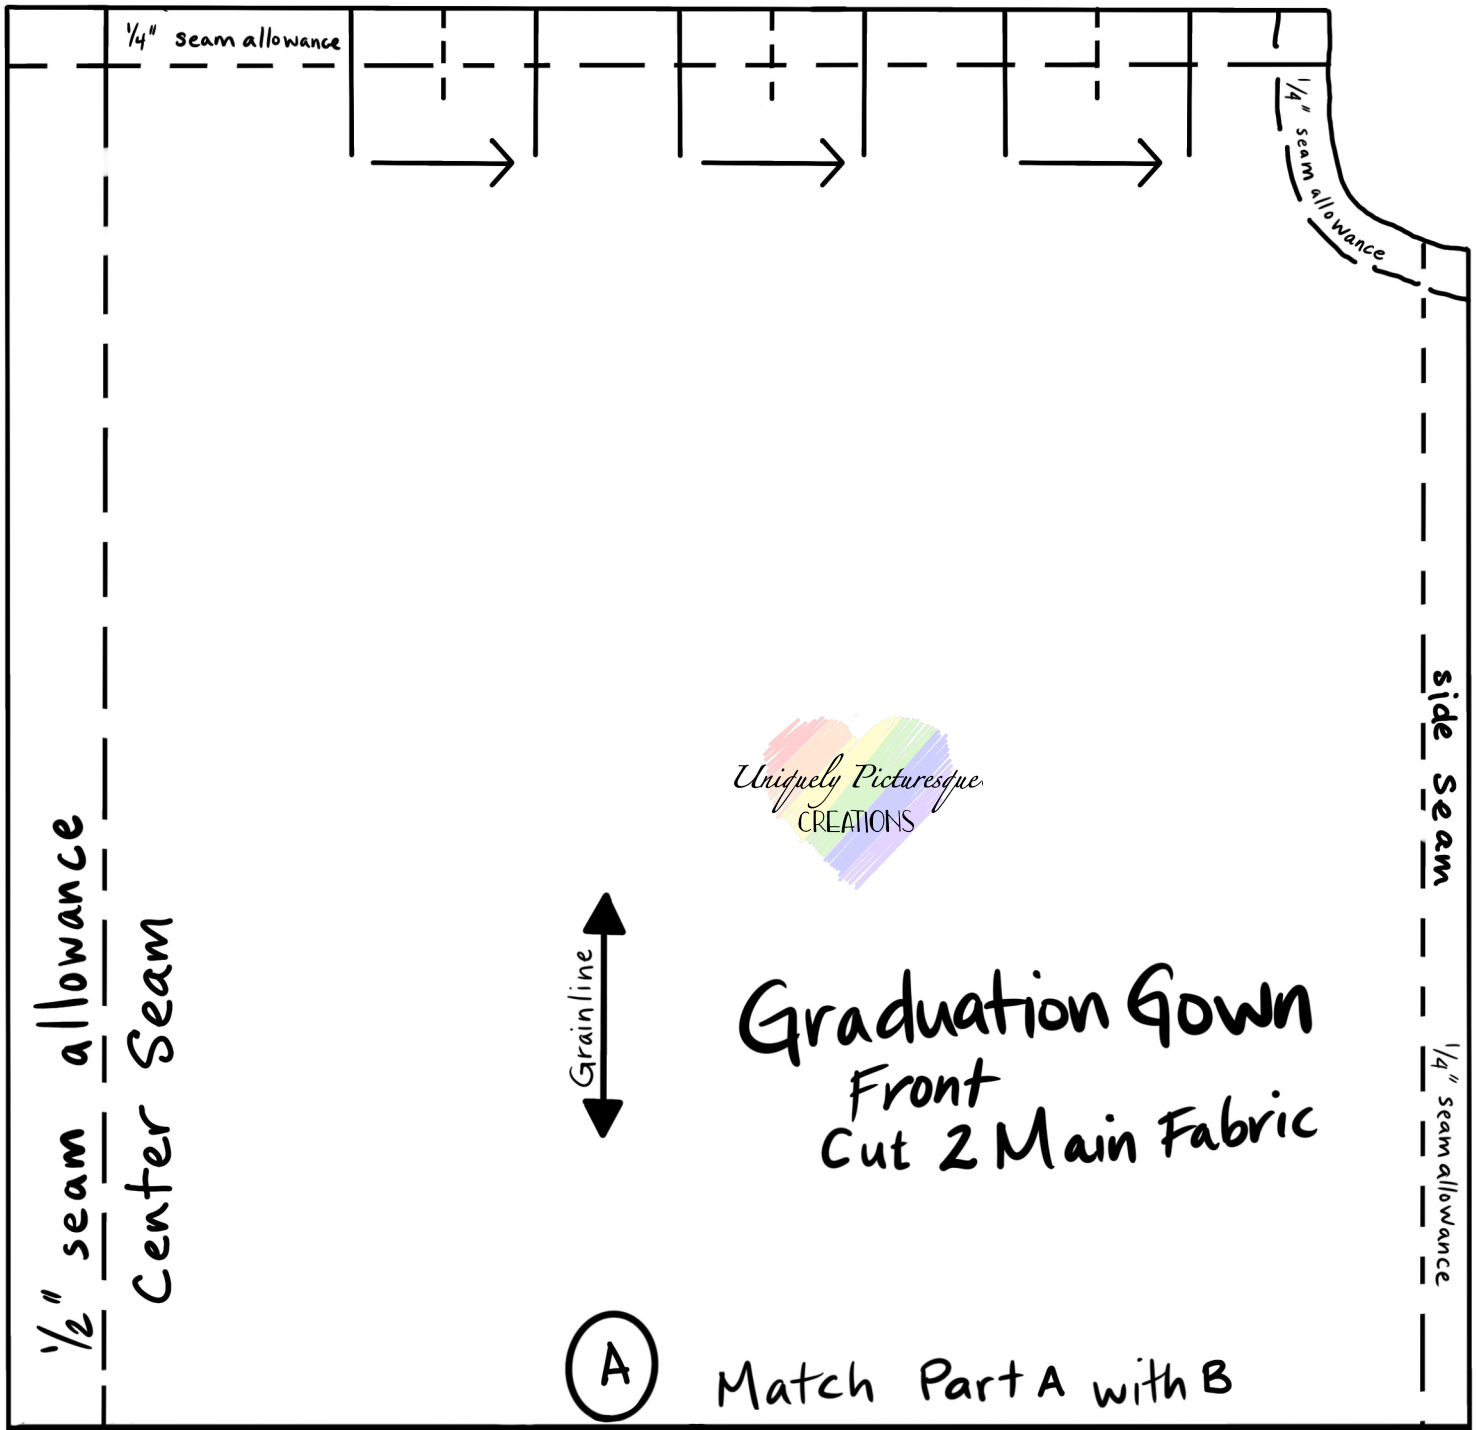 1/4" seam allowance
1/4" seam allowance
side Seam
Uniquely Picturesque
CREATIONS
1/2" seam allowance
Center Seam
Grainline
Graduation Gown
Front
Cut 2 Main Fabric
1/4" seam allowance
A
Match Part A with B